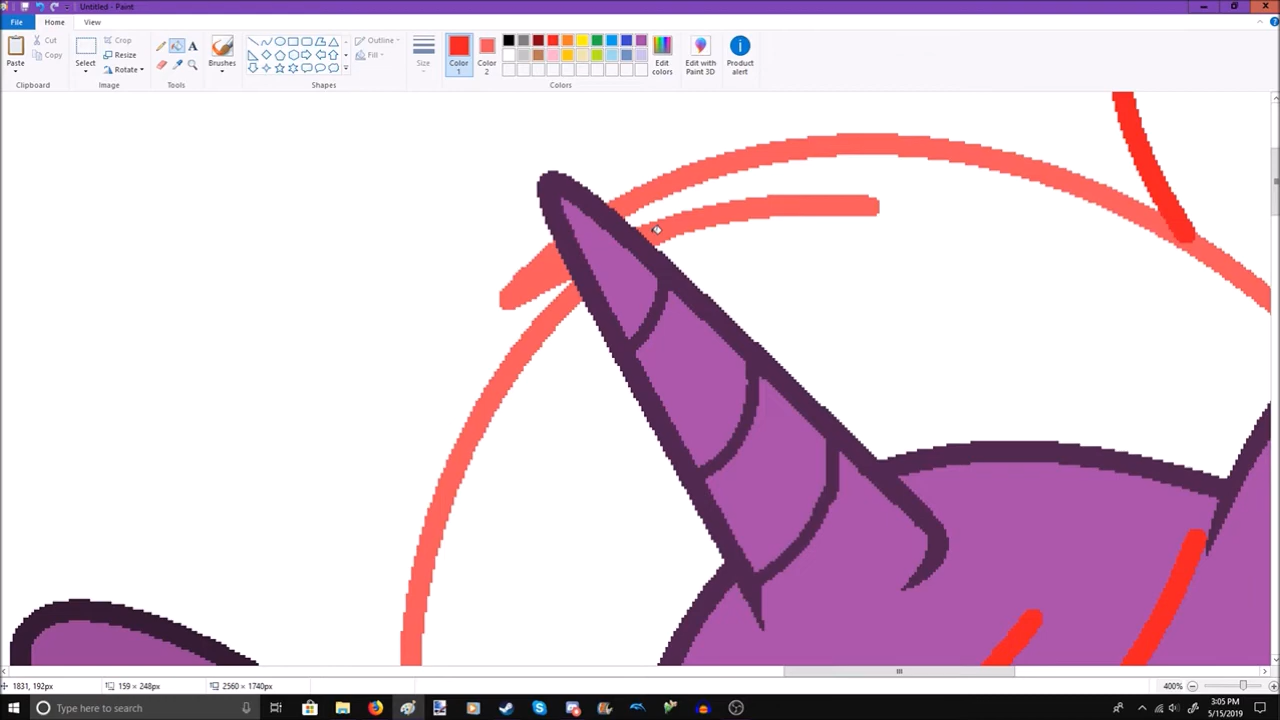 Untitled - Paint
File Home View
Paste
Cut
Copy
Clipboard
Select
Crop
Resize
Rotate
Image
A
Tools
Brushes
Outline
Fill
Shapes
Size
Color 1
Color 2
Colors
Edit colors
Edit with Paint 3D
Product alert
1831, 192px
159 × 248px
2560 × 1740px
400%
Type here to search
3:05 PM
5/15/2019